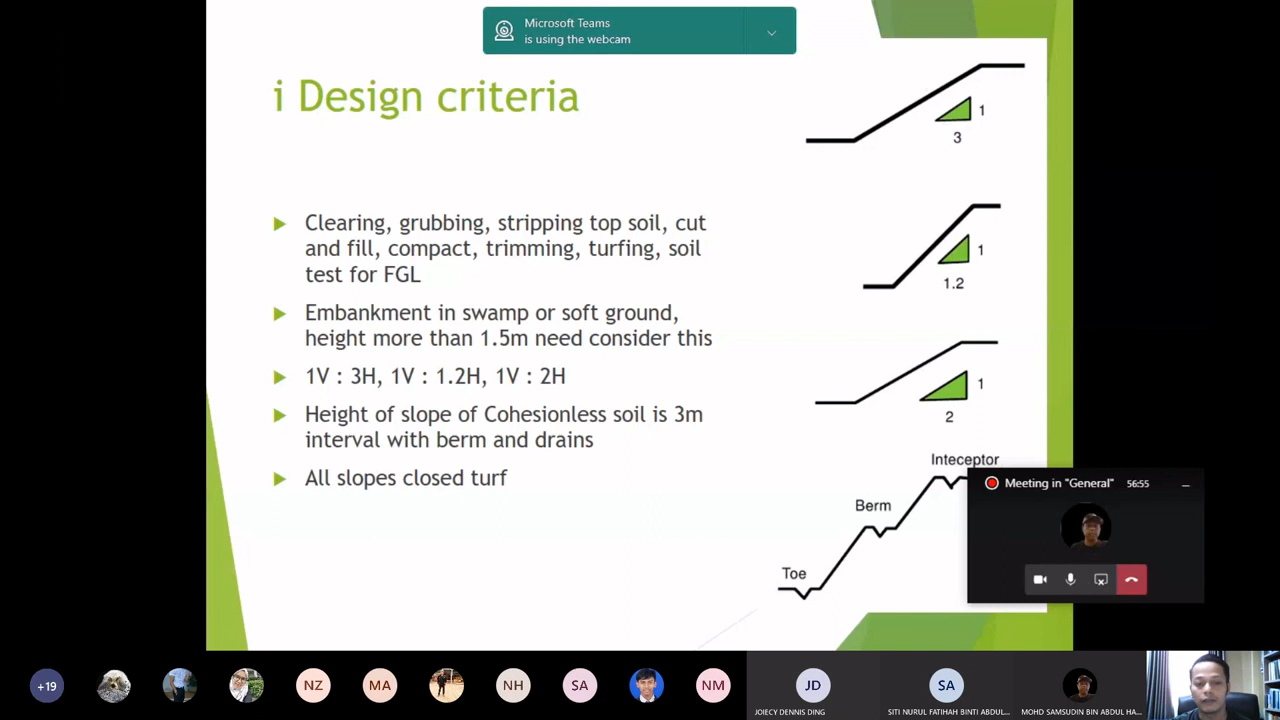 Microsoft Teams
is using the webcam
i Design criteria
Clearing, grubbing, stripping top soil, cut
and fill, compact, trimming, turfing, soil
test for FGL
Embankment in swamp or soft ground,
height more than 1.5m need consider this
1V : 3H, 1V : 1.2H, 1V : 2H
Height of slope of Cohesionless soil is 3m
interval with berm and drains
All slopes closed turf
1
3
1
1.2
1
2
Inteceptor
Berm
Toe
Meeting in "General"
56:55
+19
NZ
MA
NH
SA
NM
JD
JOIECY DENNIS DING
SA
SITI NURUL FATIHAH BINTI ABDUL...
MOHD SAMSUDIN BIN ABDUL HA...